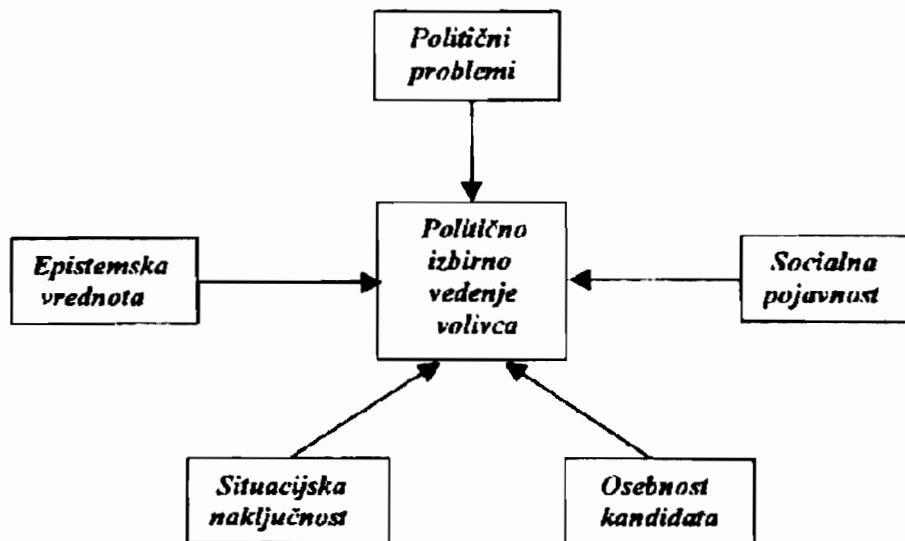 Politični
problemi
Politično
izbirno
vedenje
volivca
Epistemska
vrednota
Socialna
pojavnost
Situacijska
naključnost
Osebnost
kandidata